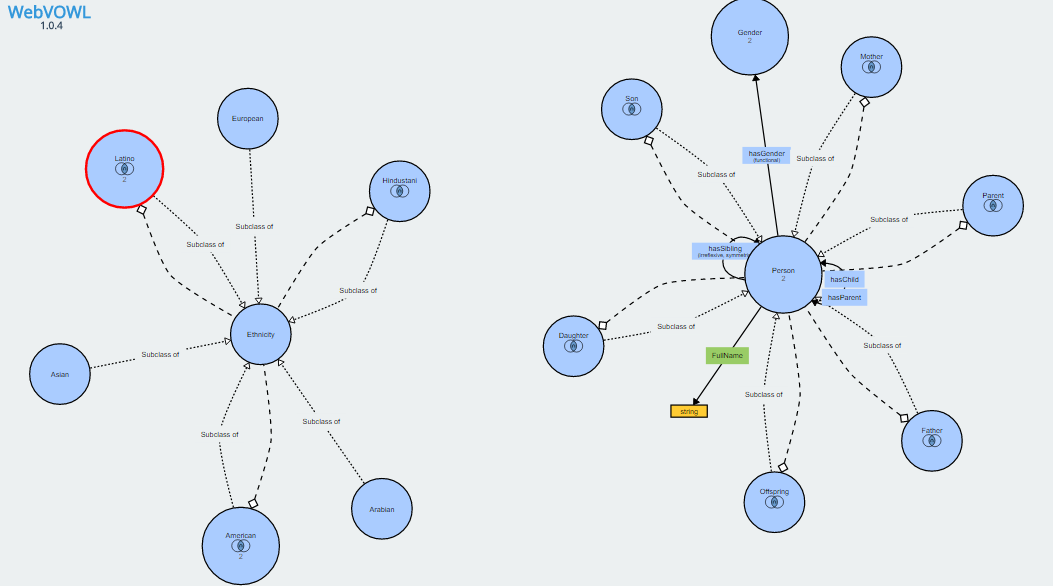 WebVOWL
1.0.4
Gender
2
Mother
Son
European
Latino
2
hasGender
(functional)
Subclass of
Subclass of
Hindustani
Parent
Subclass of
Subclass of
Subclass of
hasSibling
(irreflexive, symmetric
Person
2
hasChild
Subclass of
hasParent
Subclass of
Ethnicity
Daughter
Subclass of
Subclass of
FullName
Asian
Subclass of
string
Subclass of
Subclass of
Subclass of
Father
Offspring
Arabian
American
2